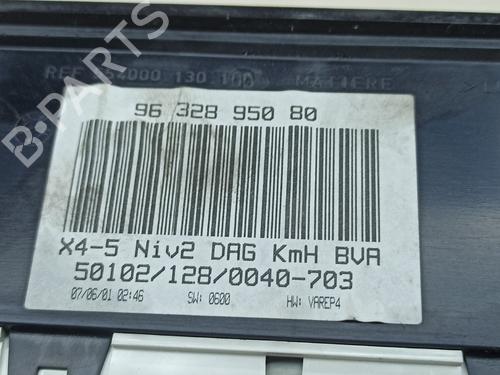 B-PARTS
REF 54000 130 100 MATIERE
96 328 950 80
X4-5 Niv2 DAG KmH BVA
50102/128/0040-703
07/06/01 02:46 SW: 0600 HW: VAREP4